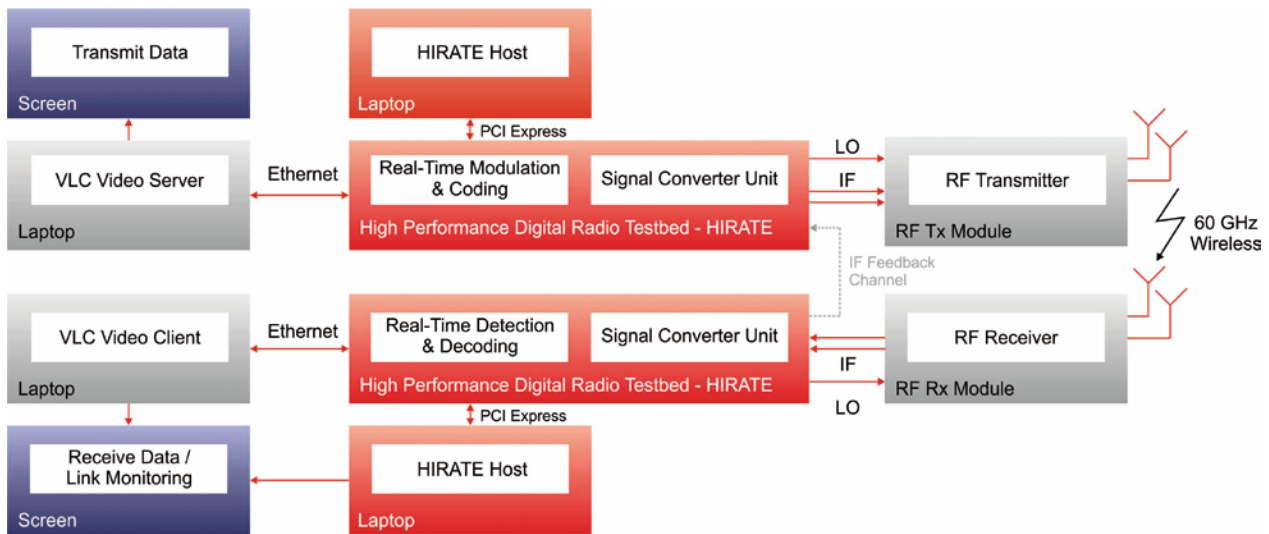 Transmit Data
Screen
HIRATE Host
Laptop
PCI Express
VLC Video Server
Laptop
Ethernet
Real-Time Modulation
& Coding
Signal Converter Unit
High Performance Digital Radio Testbed - HIRATE
LO
IF
RF Transmitter
RF Tx Module
60 GHz
Wireless
IF Feedback
Channel
VLC Video Client
Laptop
Ethernet
Real-Time Detection
& Decoding
Signal Converter Unit
High Performance Digital Radio Testbed - HIRATE
IF
LO
RF Receiver
RF Rx Module
PCI Express
Receive Data /
Link Monitoring
Screen
HIRATE Host
Laptop